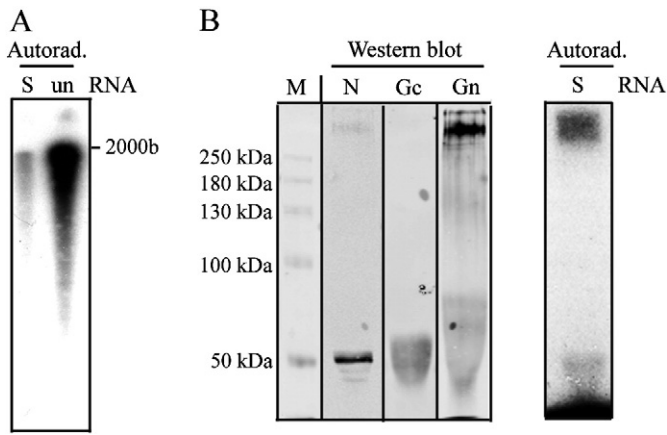 A
Autorad.
S un RNA
2000b
B
Western blot
M N Gc Gn
250 kDa
180 kDa
130 kDa
100 kDa
50 kDa
Autorad.
S RNA